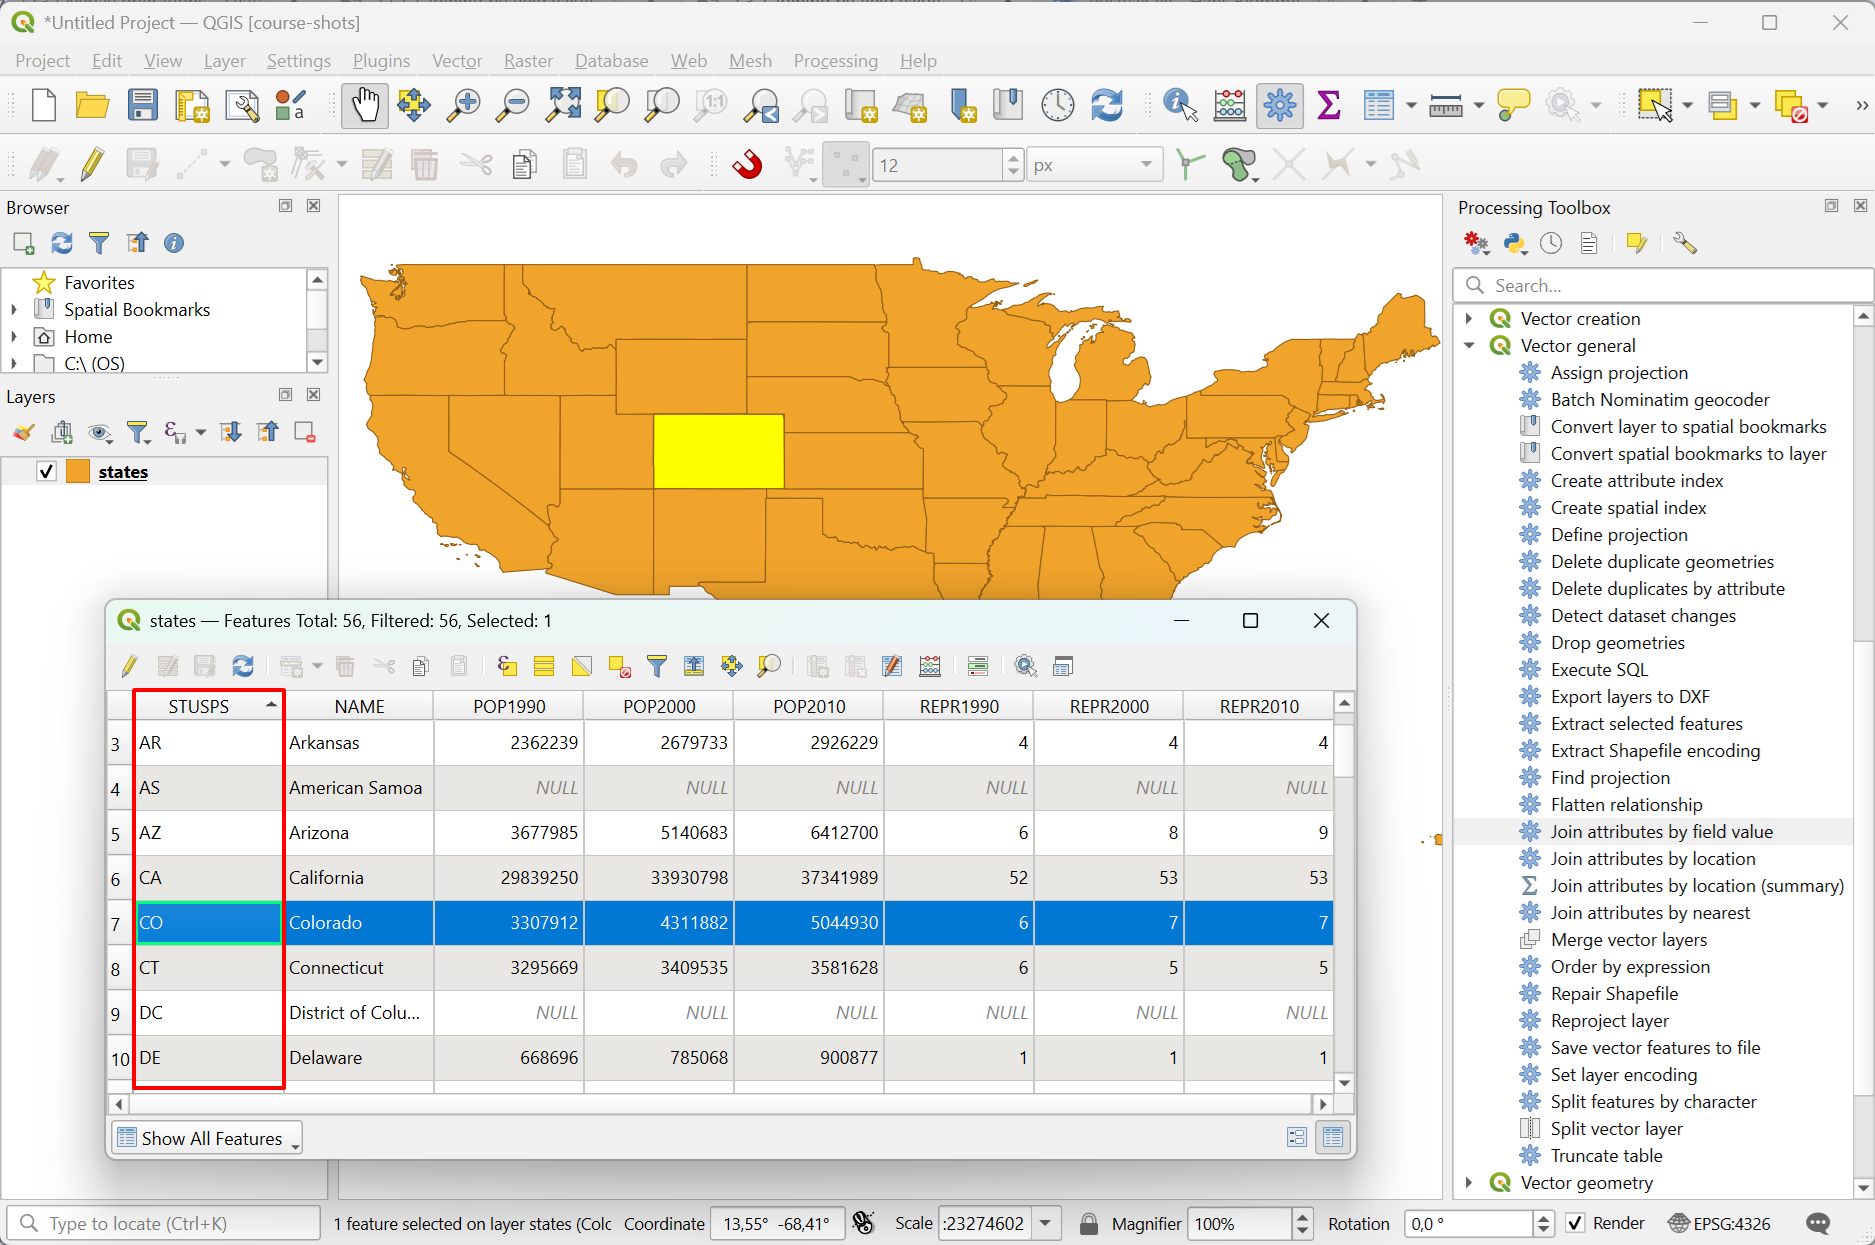 *Untitled Project — QGIS [course-shots]
Project Edit View Layer Settings Plugins Vector Raster Database Web Mesh Processing Help
1:1
12 px
Browser
Favorites
Spatial Bookmarks
Home
C:\ (OS)
Layers
states
Processing Toolbox
Search...
Vector creation
Vector general
Assign projection
Batch Nominatim geocoder
Convert layer to spatial bookmarks
Convert spatial bookmarks to layer
Create attribute index
Create spatial index
Define projection
Delete duplicate geometries
Delete duplicates by attribute
Detect dataset changes
Drop geometries
Execute SQL
Export layers to DXF
Extract selected features
Extract Shapefile encoding
Find projection
Flatten relationship
Join attributes by field value
Join attributes by location
Join attributes by location (summary)
Join attributes by nearest
Merge vector layers
Order by expression
Repair Shapefile
Reproject layer
Save vector features to file
Set layer encoding
Split features by character
Split vector layer
Truncate table
Vector geometry
states — Features Total: 56, Filtered: 56, Selected: 1
STUSPS NAME POP1990 POP2000 POP2010 REPR1990 REPR2000 REPR2010
3 AR Arkansas 2362239 2679733 2926229 4 4 4
4 AS American Samoa NULL NULL NULL NULL NULL NULL
5 AZ Arizona 3677985 5140683 6412700 6 8 9
6 CA California 29839250 33930798 37341989 52 53 53
7 CO Colorado 3307912 4311882 5044930 6 7 7
8 CT Connecticut 3295669 3409535 3581628 6 5 5
9 DC District of Colu... NULL NULL NULL NULL NULL NULL
10 DE Delaware 668696 785068 900877 1 1 1
Show All Features
Type to locate (Ctrl+K) 1 feature selected on layer states (Colc Coordinate 13,55° -68,41° Scale :23274602 Magnifier 100% Rotation 0,0 ° Render EPSG:4326